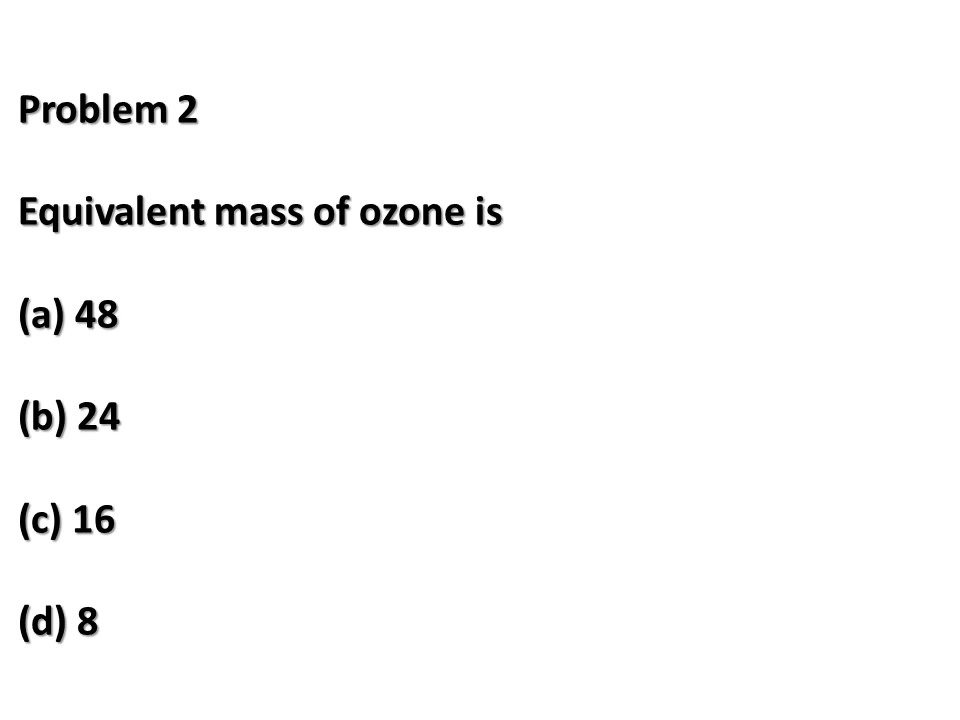 Problem 2
Equivalent mass of ozone is
(a) 48
(b) 24
(c) 16
(d) 8